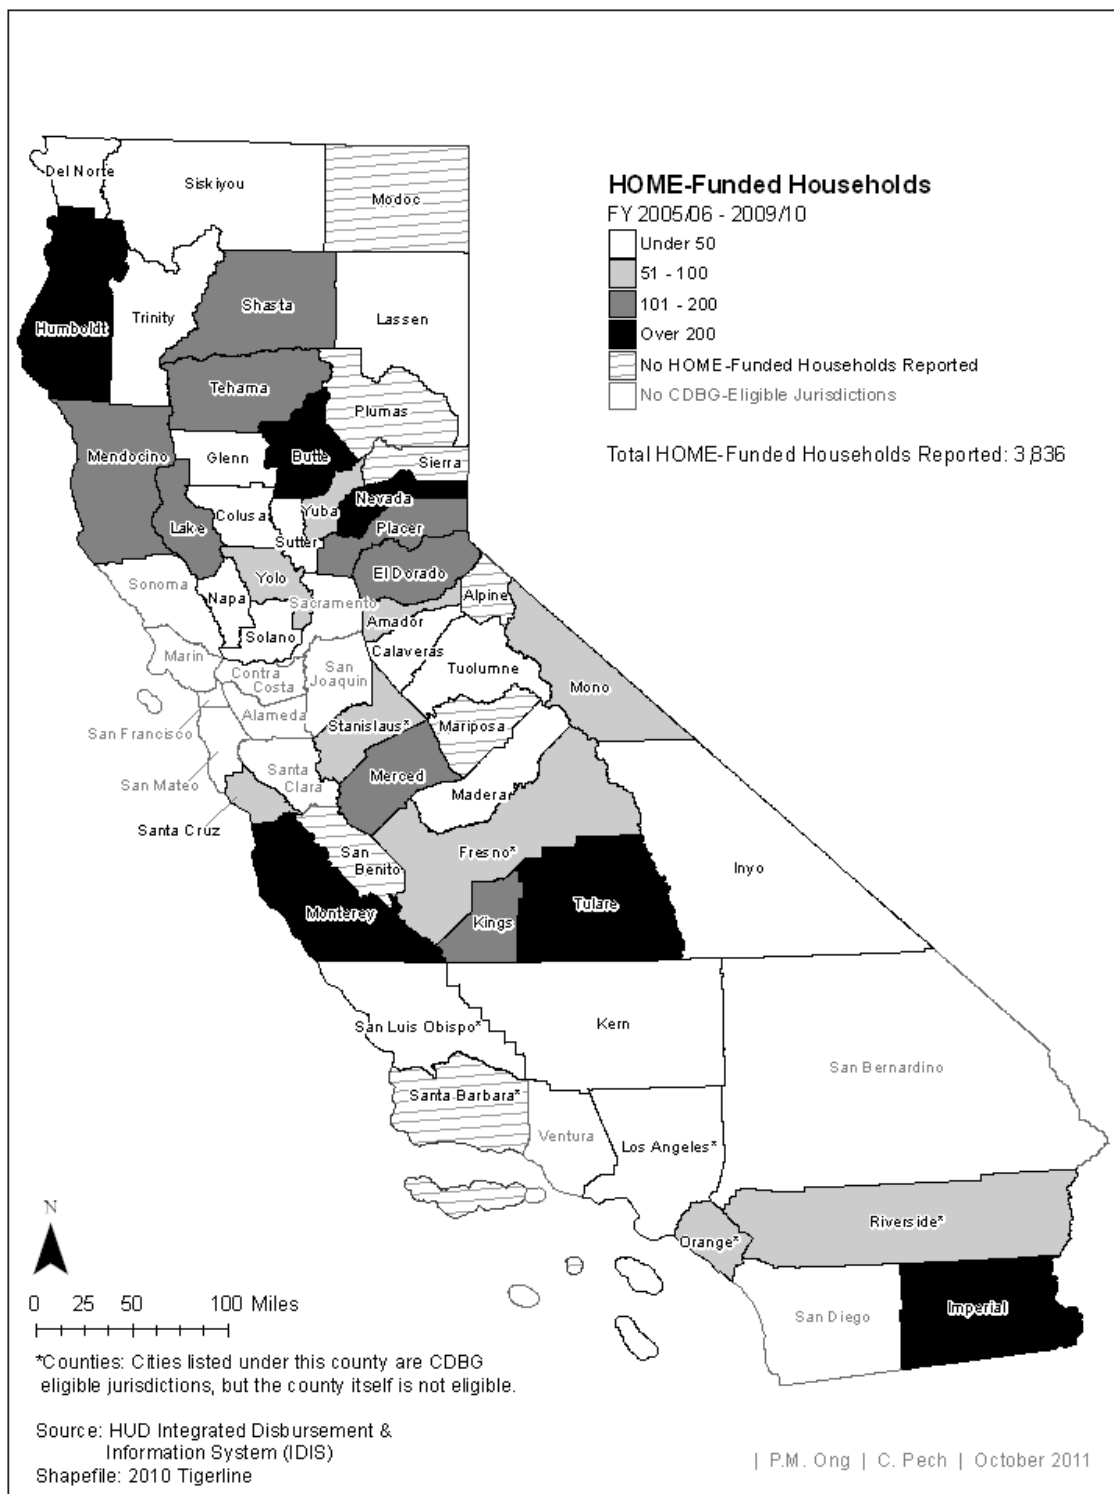 HOME-Funded Households
FY 2005/06 - 2009/10
Under 50
51 - 100
101 - 200
Over 200
No HOME-Funded Households Reported
No CDBG-Eligible Jurisdictions
Total HOME-Funded Households Reported: 3,836
Del Norte
Siskiyou
Modoc
Humboldt
Trinity
Shasta
Lassen
Tehama
Plumas
Mendocino
Glenn
Butte
Sierra
Lake
Colusa
Sutter
Yuba
Nevada
Placer
Sonoma
Napa
Yolo
Sacramento
El Dorado
Alpine
Solano
Amador
Calaveras
Marin
Contra
Costa
San
Joaquin
Tuolumne
Mono
San Francisco
Alameda
Stanislaus*
Mariposa
San Mateo
Santa
Clara
Merced
Madera
Santa Cruz
San
Benito
Fresno*
Inyo
Monterey
Kings
Tulare
San Luis Obispo*
Kern
San Bernardino
Santa Barbara*
Ventura
Los Angeles*
Orange*
Riverside*
San Diego
Imperial
N
0 25 50 100 Miles
*Counties: Cities listed under this county are CDBG
eligible jurisdictions, but the county itself is not eligible.
Source: HUD Integrated Disbursement &
Information System (IDIS)
Shapefile: 2010 Tigerline
| P.M. Ong | C. Pech | October 2011